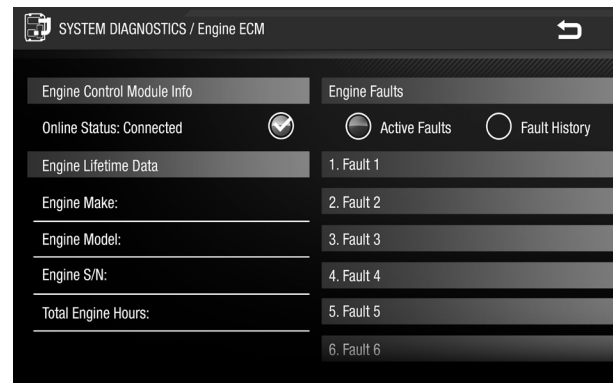 SYSTEM DIAGNOSTICS / Engine ECM
Engine Control Module Info
Online Status: Connected
Engine Lifetime Data
Engine Make:
Engine Model:
Engine S/N:
Total Engine Hours:
Engine Faults
Active Faults
Fault History
1. Fault 1
2. Fault 2
3. Fault 3
4. Fault 4
5. Fault 5
6. Fault 6